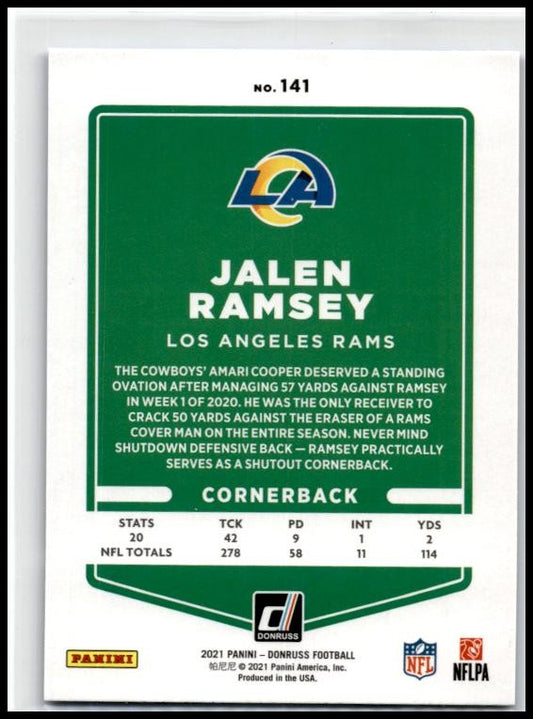 NO. 141
LA
JALEN
RAMSEY
LOS ANGELES RAMS
THE COWBOYS' AMARI COOPER DESERVED A STANDING
OVATION AFTER MANAGING 57 YARDS AGAINST RAMSEY
IN WEEK 1 OF 2020. HE WAS THE ONLY RECEIVER TO
CRACK 50 YARDS AGAINST THE ERASER OF A RAMS
COVER MAN ON THE ENTIRE SEASON. NEVER MIND
SHUTDOWN DEFENSIVE BACK — RAMSEY PRACTICALLY
SERVES AS A SHUTOUT CORNERBACK.
CORNERBACK
STATS TCK PD INT YDS
20 42 9 1 2
NFL TOTALS 278 58 11 114
DONRUSS
PANINI
2021 PANINI – DONRUSS FOOTBALL
帕尼尼 © 2021 Panini America, Inc.
Produced in the USA.
NFL
NFLPA